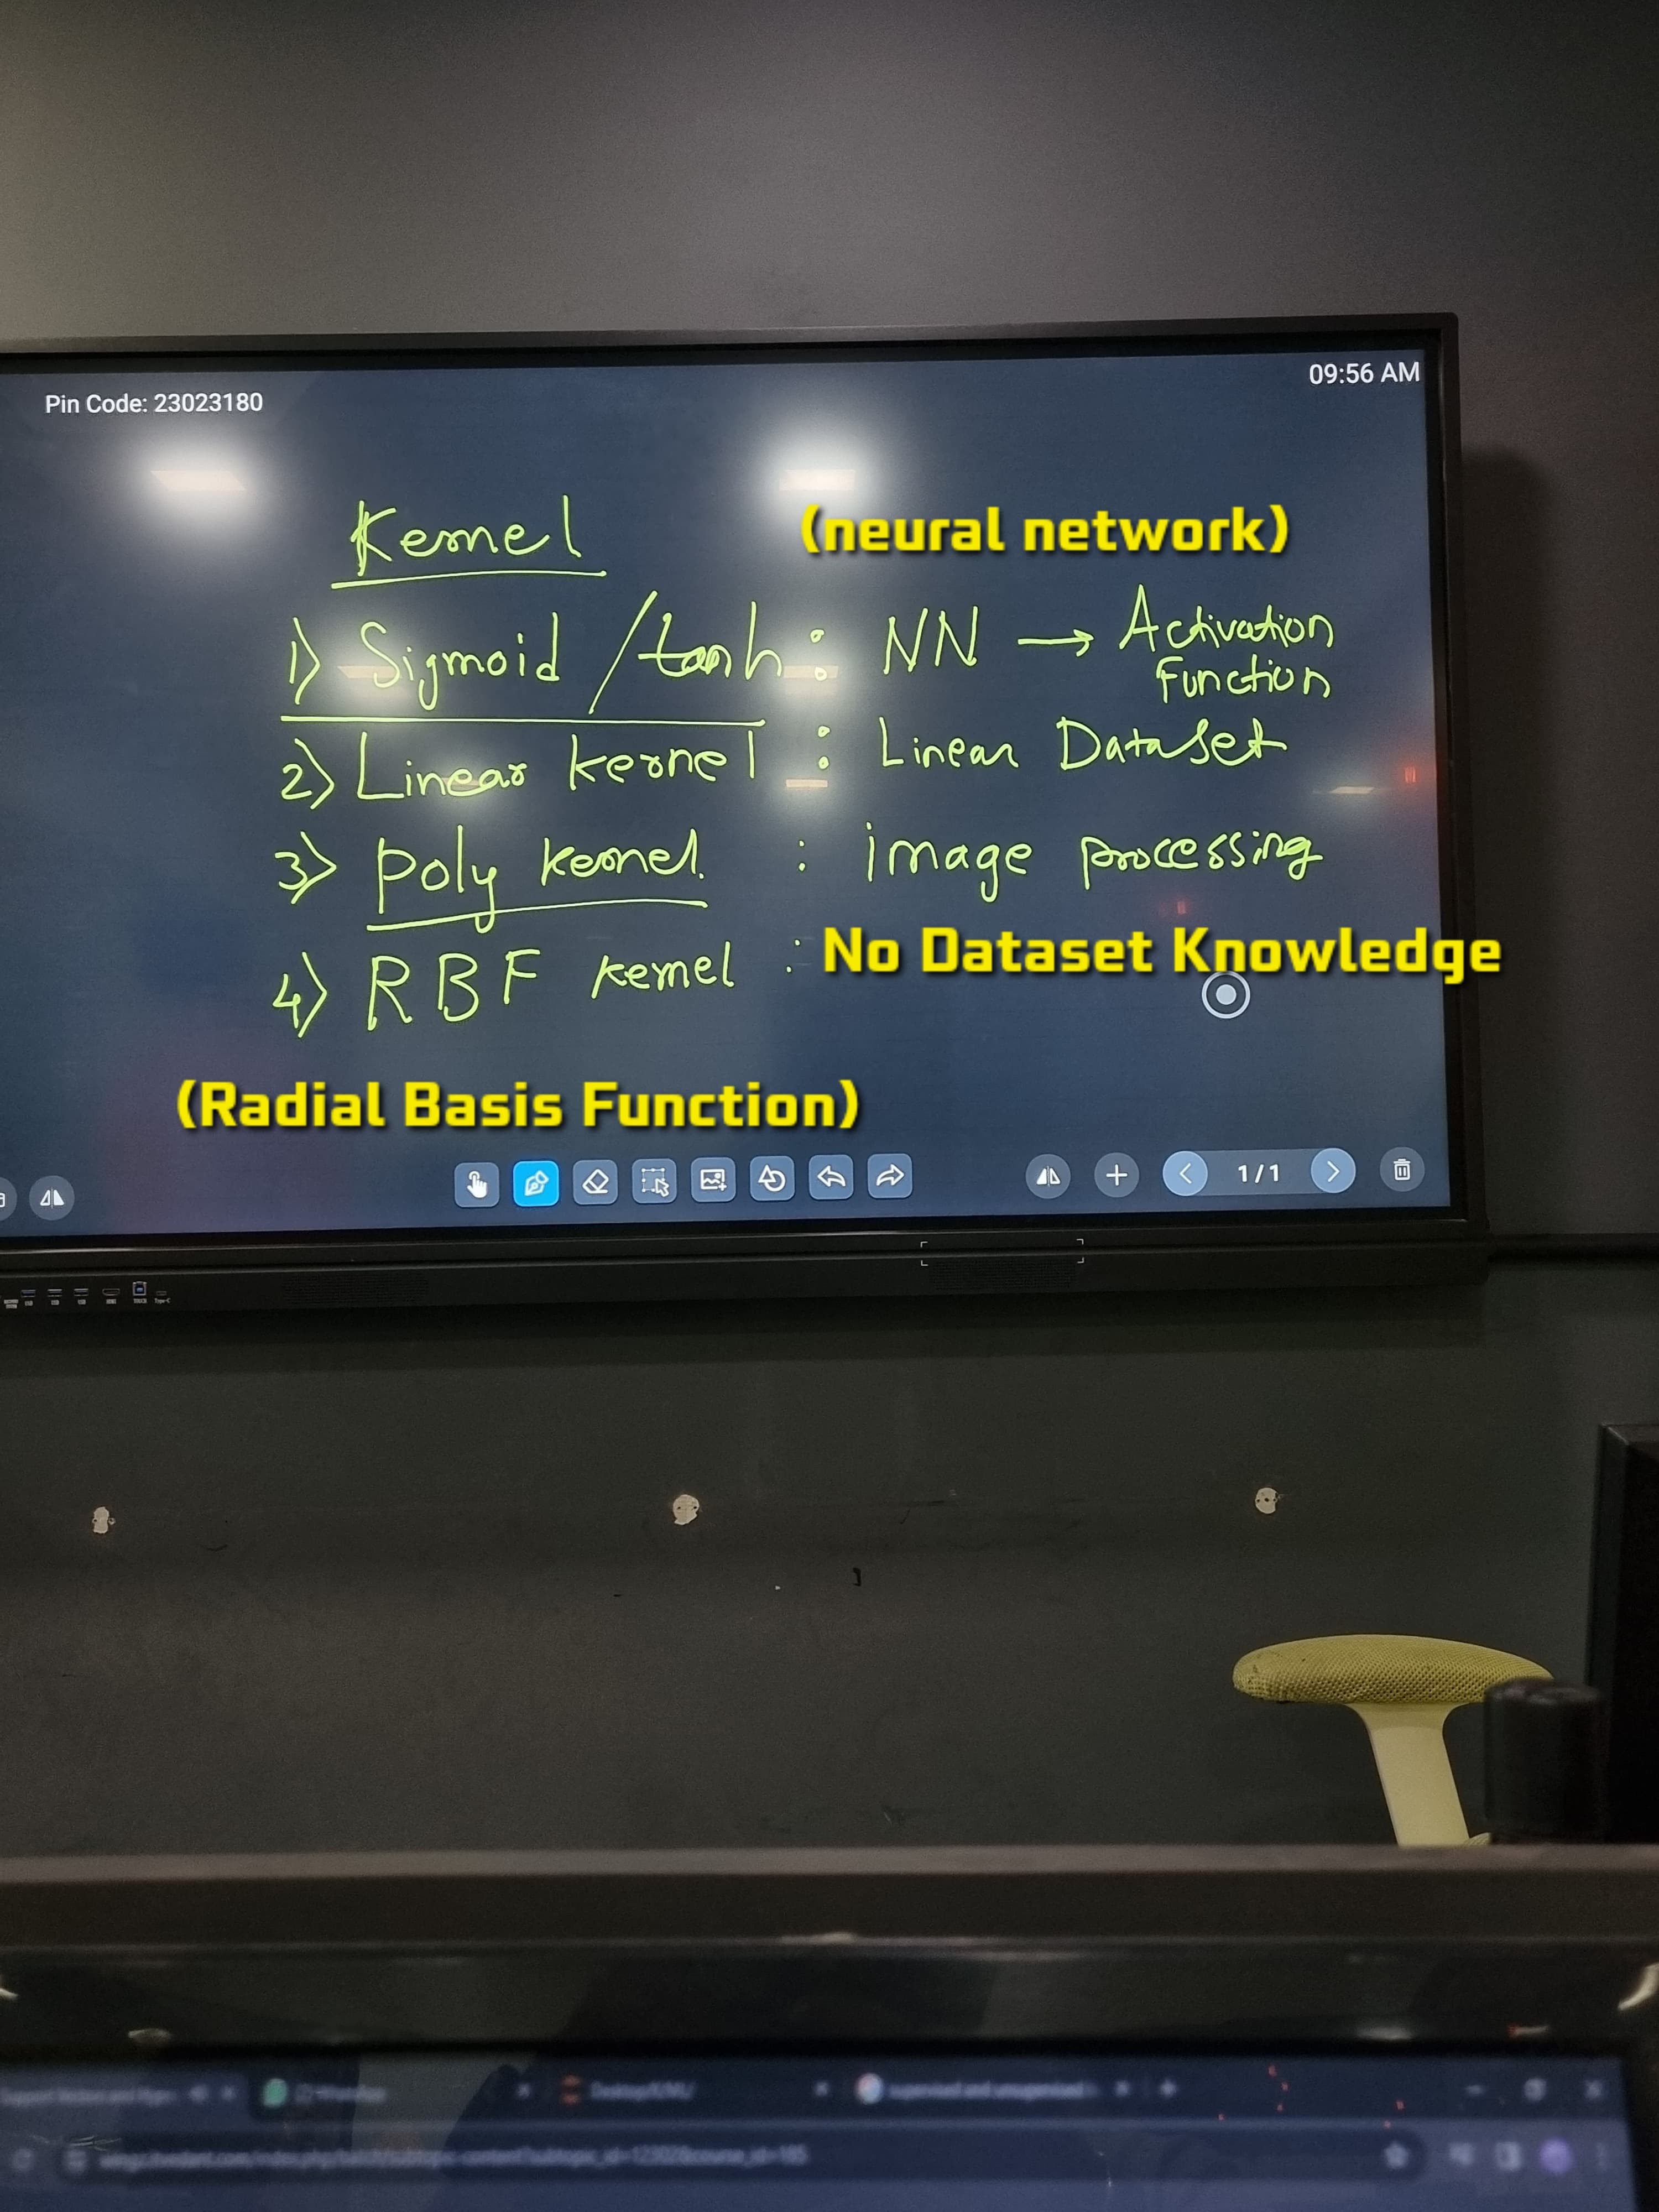 09:56 AM
Pin Code: 23023180
Kernel
(neural network)
1) Sigmoid / tanh : NN → Activation Function
2) Linear kernel : Linear Dataset
3) poly kernel. : image processing
4) RBF kernel : No Dataset Knowledge
(Radial Basis Function)
1/1